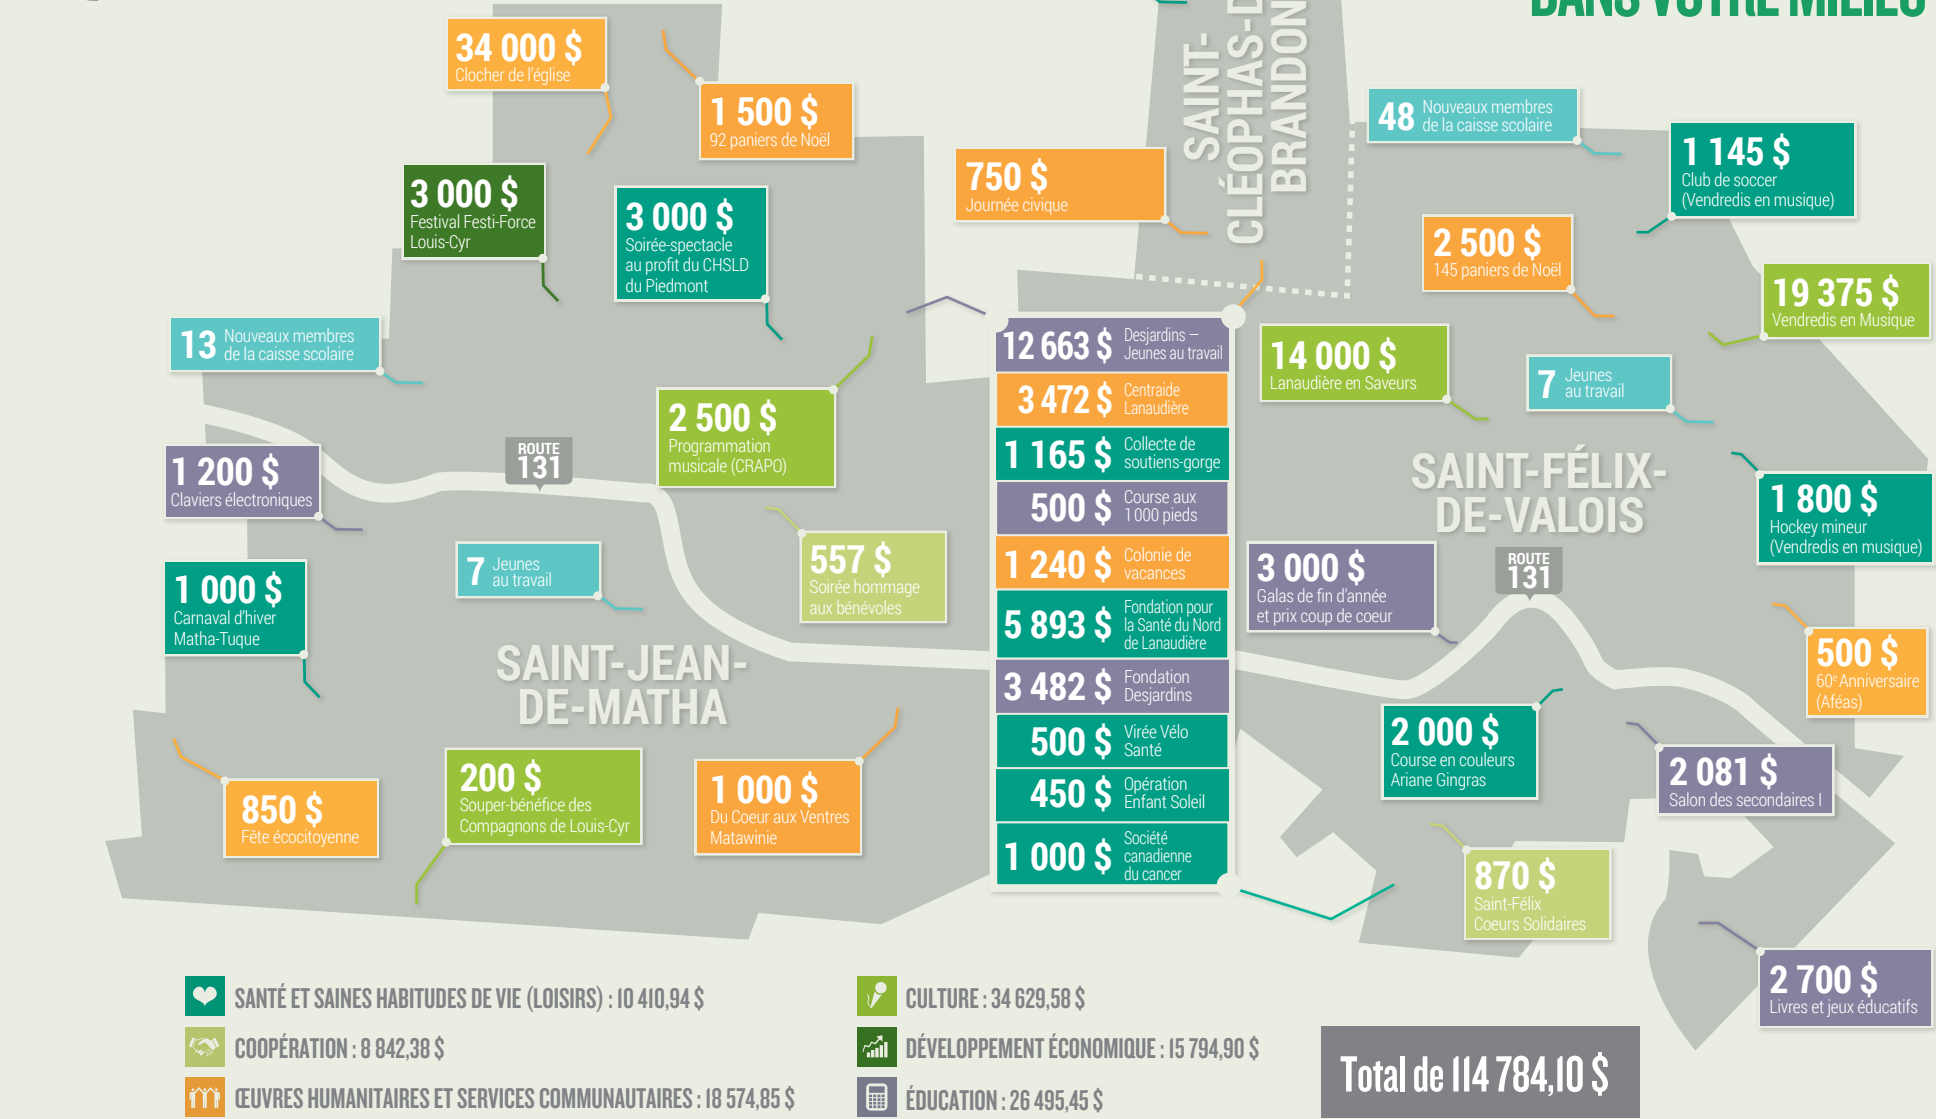 DANS VOTRE MILIEU
34 000 $
Clocher de l'église
1 500 $
92 paniers de Noël
3 000 $
Festival Festi-Force
Louis-Cyr
3 000 $
Soirée-spectacle
au profit du CHSLD
du Piedmont
13 Nouveaux membres
de la caisse scolaire
2 500 $
Programmation
musicale (CRAPO)
ROUTE
131
1 200 $
Claviers électroniques
7 Jeunes
au travail
557 $
Soirée hommage
aux bénévoles
1 000 $
Carnaval d'hiver
Matha-Tuque
SAINT-JEAN-
DE-MATHA
850 $
Fête écocitoyenne
200 $
Souper-bénéfice des
Compagnons de Louis-Cyr
1 000 $
Du Coeur aux Ventres
Matawinie
SAINT-
CLÉOPHAS-D
BRANDON
750 $
Journée civique
12 663 $ Desjardins –
Jeunes au travail
3 472 $ Centraide
Lanaudière
1 165 $ Collecte de
soutiens-gorge
500 $ Course aux
1 000 pieds
1 240 $ Colonie de
vacances
5 893 $ Fondation pour
la Santé du Nord
de Lanaudière
3 482 $ Fondation
Desjardins
500 $ Virée Vélo
Santé
450 $ Opération
Enfant Soleil
1 000 $ Société
canadienne
du cancer
48 Nouveaux membres
de la caisse scolaire
1 145 $
Club de soccer
(Vendredis en musique)
2 500 $
145 paniers de Noël
19 375 $
Vendredis en Musique
14 000 $
Lanaudière en Saveurs
7 Jeunes
au travail
SAINT-FÉLIX-
DE-VALOIS
1 800 $
Hockey mineur
(Vendredis en musique)
3 000 $
Galas de fin d'année
et prix coup de coeur
ROUTE
131
500 $
60e Anniversaire
(Aféas)
2 000 $
Course en couleurs
Ariane Gingras
2 081 $
Salon des secondaires I
870 $
Saint-Félix
Coeurs Solidaires
2 700 $
Livres et jeux éducatifs
SANTÉ ET SAINES HABITUDES DE VIE (LOISIRS) : 10 410,94 $
COOPÉRATION : 8 842,38 $
ŒUVRES HUMANITAIRES ET SERVICES COMMUNAUTAIRES : 18 574,85 $
CULTURE : 34 629,58 $
DÉVELOPPEMENT ÉCONOMIQUE : 15 794,90 $
ÉDUCATION : 26 495,45 $
Total de 114 784,10 $